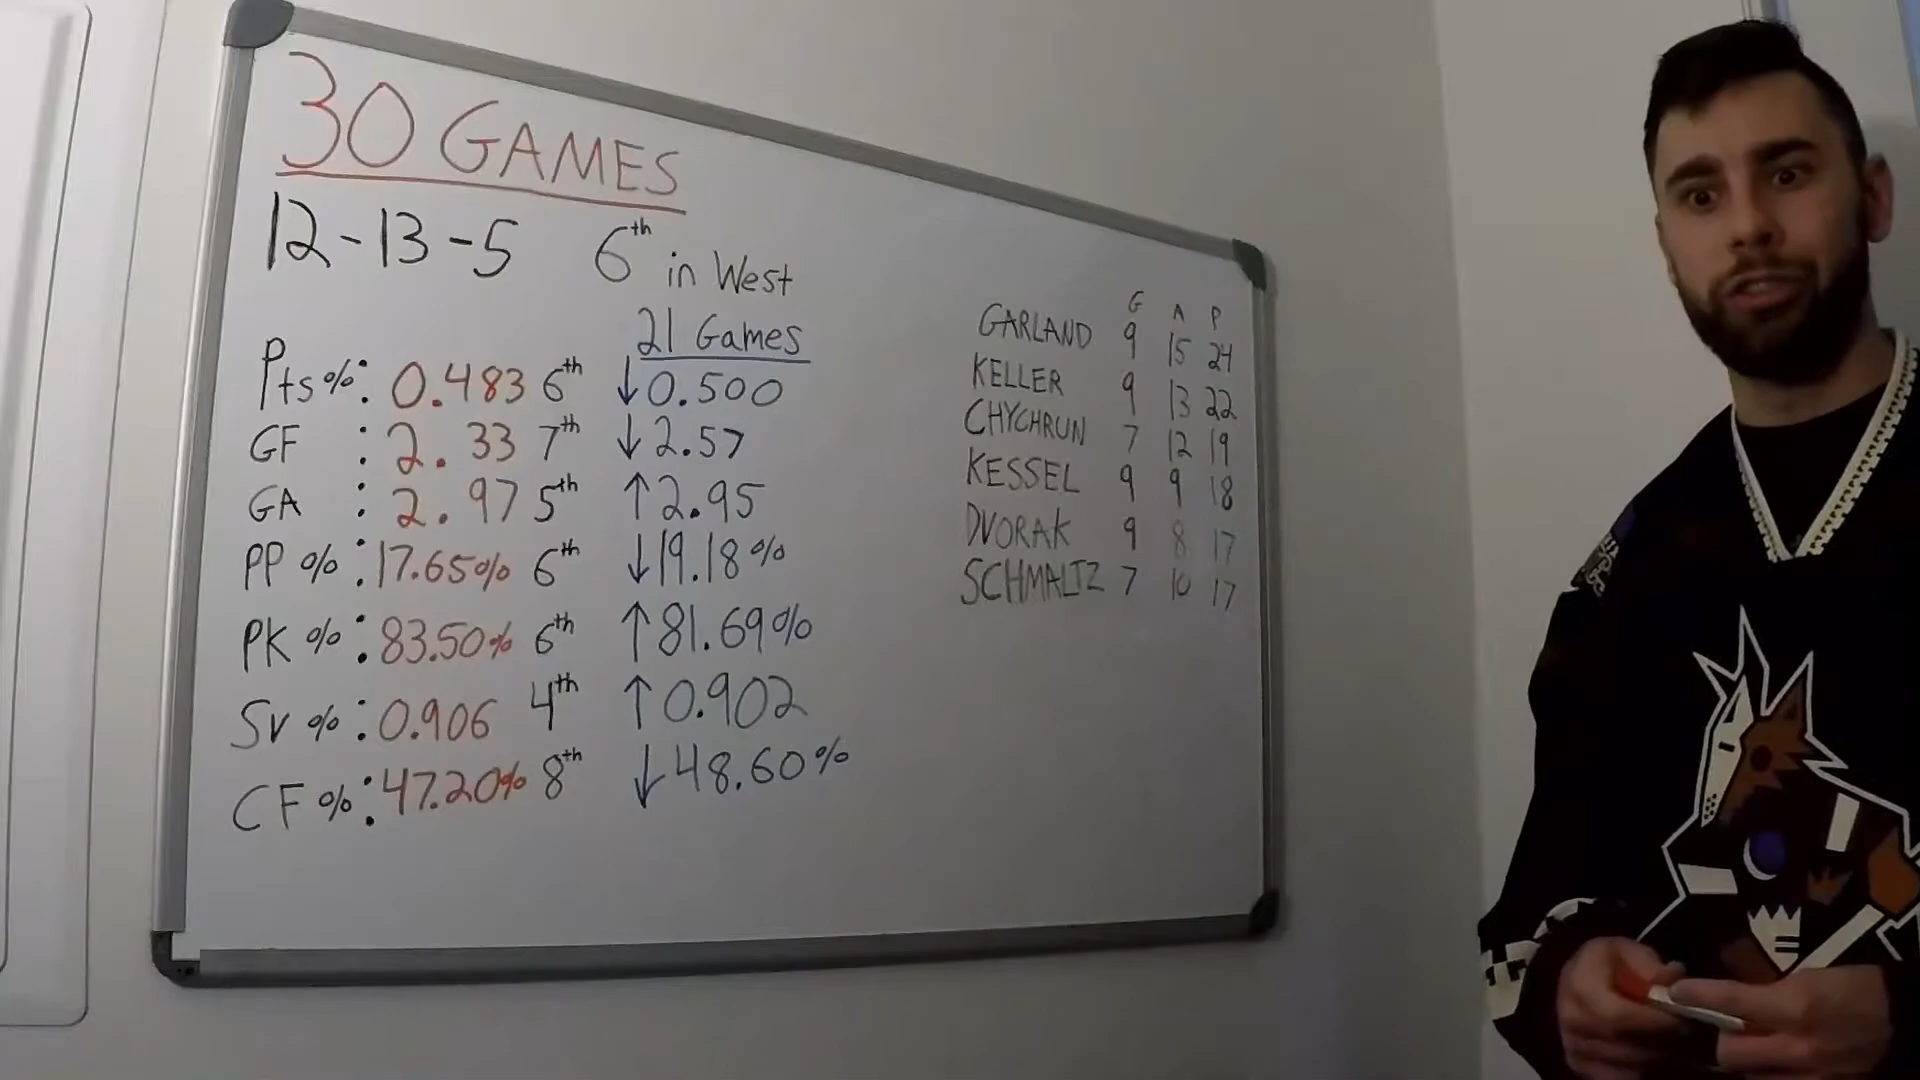 30 GAMES
12-13-5 6th in West
21 Games
Pts%: 0.483 6th ↓0.500
GF : 2.33 7th ↓2.57
GA : 2.97 5th ↑2.95
PP %: 17.65% 6th ↓19.18%
PK %: 83.50% 6th ↑81.69%
Sv %: 0.906 4th ↑0.902
CF %: 47.20% 8th ↓48.60%
G A P
GARLAND 9 15 24
KELLER 9 13 22
CHYCHRUN 7 12 19
KESSEL 9 9 18
DVORAK 9 8 17
SCHMALTZ 7 10 17